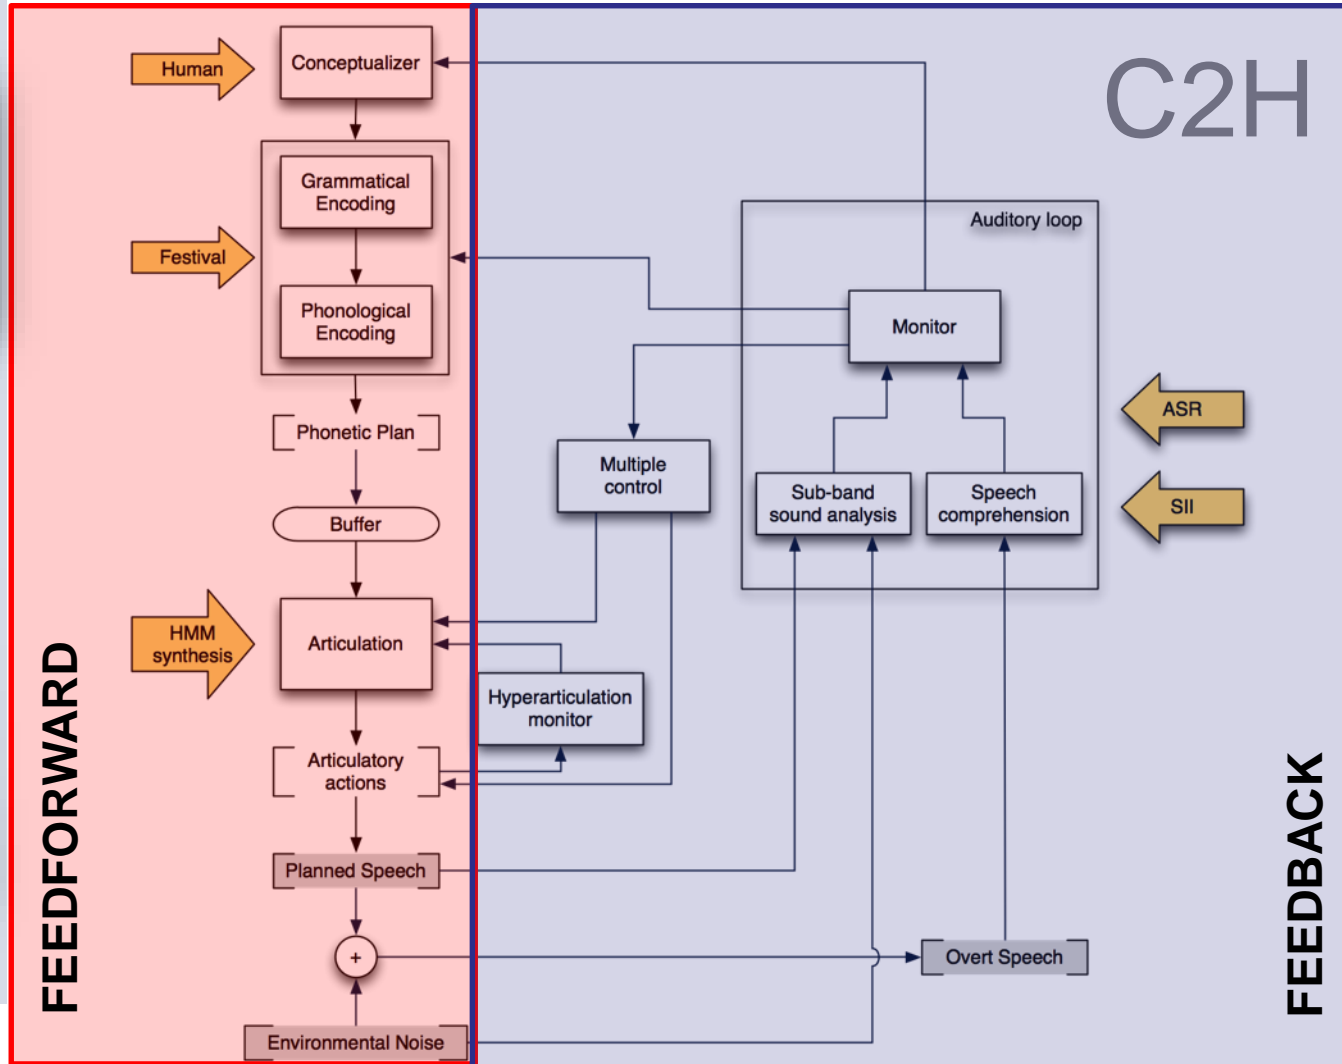 Human
Conceptualizer
C2H
Grammatical
Encoding
Festival
Phonological
Encoding
Auditory loop
Monitor
Phonetic Plan
Multiple
control
Sub-band
sound analysis
Speech
comprehension
ASR
SII
Buffer
HMM
synthesis
Articulation
Hyperarticulation
monitor
Articulatory
actions
Planned Speech
+
Overt Speech
Environmental Noise
FEEDFORWARD
FEEDBACK